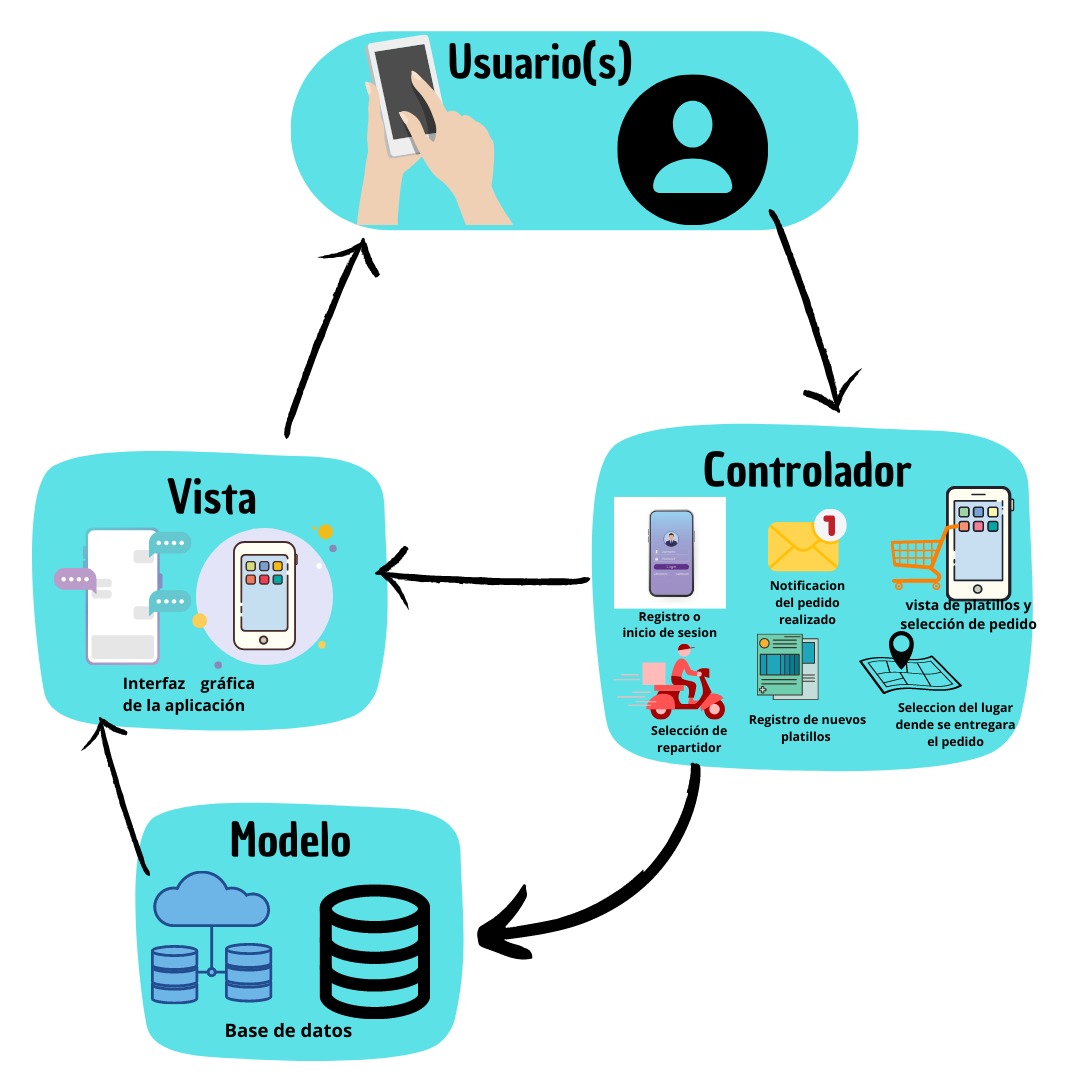 Usuario(s)
Controlador
Registro o
inicio de sesion
1
Notificacion
del pedido
realizado
vista de platillos y
selección de pedido
Selección de
repartidor
Registro de nuevos
platillos
Seleccion del lugar
dende se entregara
el pedido
Vista
Interfaz gráfica
de la aplicación
Modelo
Base de datos